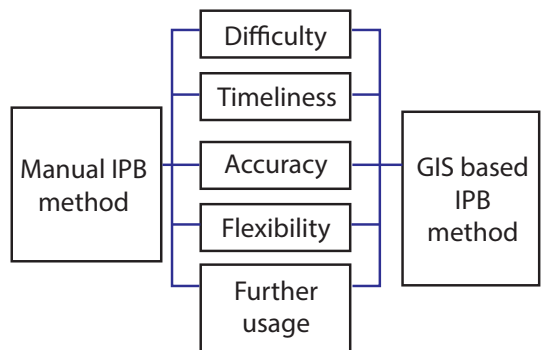 Manual IPB
method
Difficulty
Timeliness
Accuracy
Flexibility
Further
usage
GIS based
IPB
method